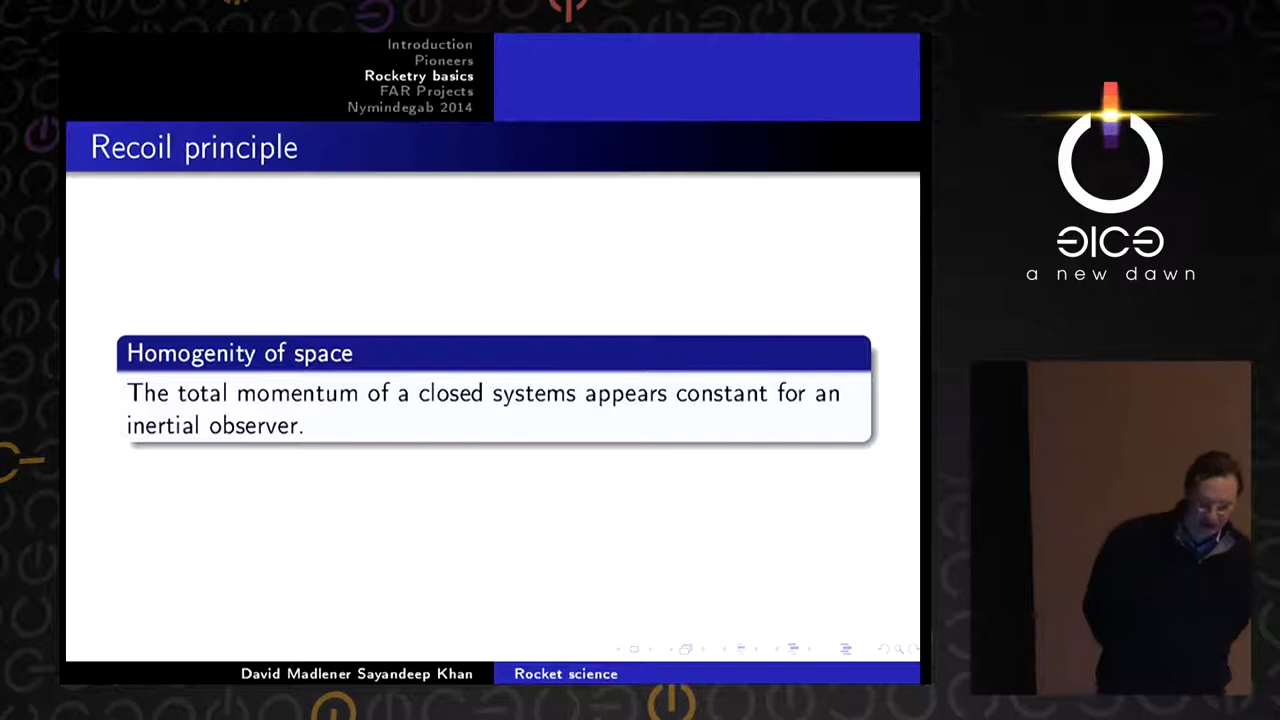 Introduction
Pioneers
Rocketry basics
FAR Projects
Nymindegab 2014
Recoil principle
Homogenity of space
The total momentum of a closed systems appears constant for an
inertial observer.
David Madlener Sayandeep Khan
Rocket science
a new dawn